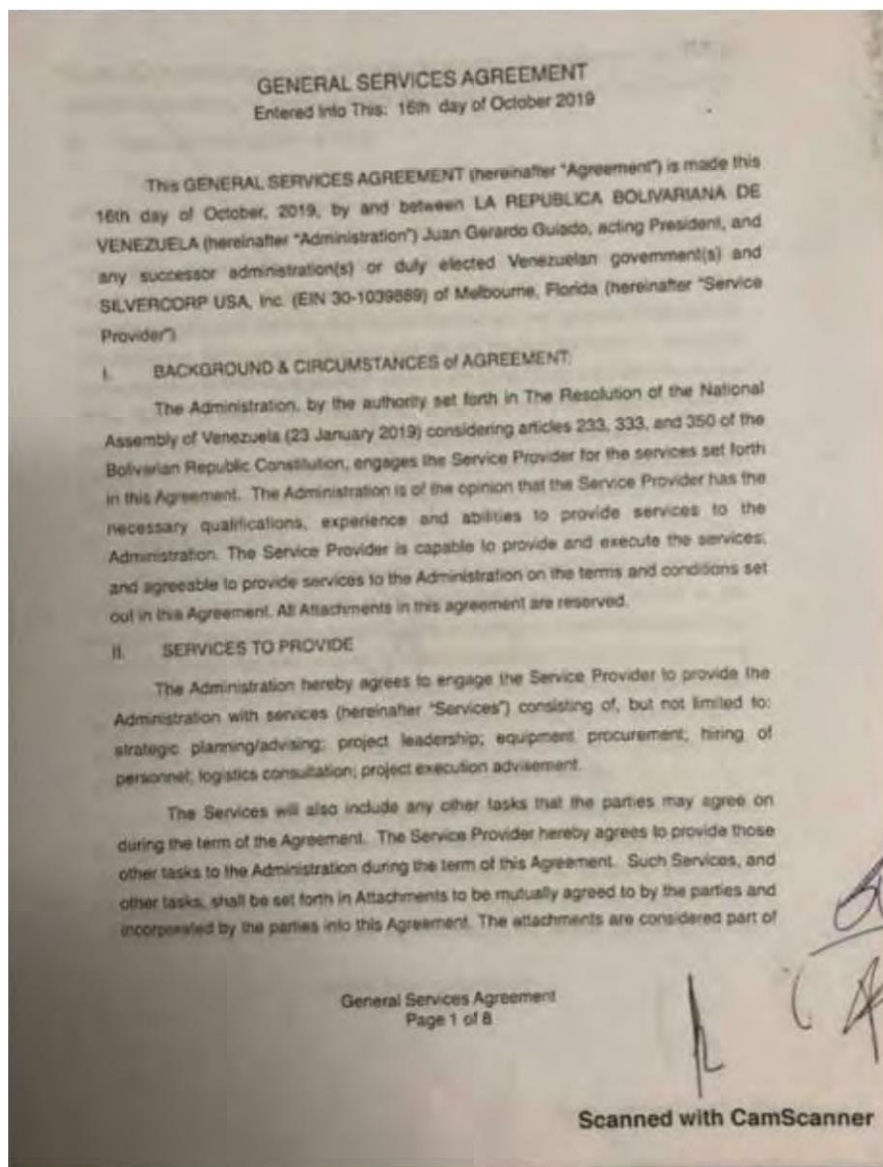 GENERAL SERVICES AGREEMENT
Entered Into This: 16th day of October 2019
This GENERAL SERVICES AGREEMENT (hereinafter "Agreement") is made this
16th day of October, 2019, by and between LA REPUBLICA BOLIVARIANA DE
VENEZUELA (hereinafter "Administration") Juan Gerardo Guiado, acting President, and
any successor administration(s) or duly elected Venezuelan government(s) and
SILVERCORP USA, Inc. (EIN 30-1039889) of Melbourne, Florida (hereinafter "Service
Provider")
I. BACKGROUND & CIRCUMSTANCES of AGREEMENT:
The Administration, by the authority set forth in The Resolution of the National
Assembly of Venezuela (23 January 2019) considering articles 233, 333, and 350 of the
Bolivarian Republic Constitution, engages the Service Provider for the services set forth
in this Agreement. The Administration is of the opinion that the Service Provider has the
necessary qualifications, experience and abilities to provide services to the
Administration. The Service Provider is capable to provide and execute the services,
and agreeable to provide services to the Administration on the terms and conditions set
out in this Agreement. All Attachments in this agreement are reserved.
II. SERVICES TO PROVIDE
The Administration hereby agrees to engage the Service Provider to provide the
Administration with services (hereinafter "Services") consisting of, but not limited to:
strategic planning/advising; project leadership; equipment procurement; hiring of
personnel; logistics consultation; project execution advisement.
The Services will also include any other tasks that the parties may agree on
during the term of the Agreement. The Service Provider hereby agrees to provide those
other tasks to the Administration during the term of this Agreement. Such Services, and
other tasks, shall be set forth in Attachments to be mutually agreed to by the parties and
incorporated by the parties into this Agreement. The attachments are considered part of
General Services Agreement
Page 1 of 8
Scanned with CamScanner